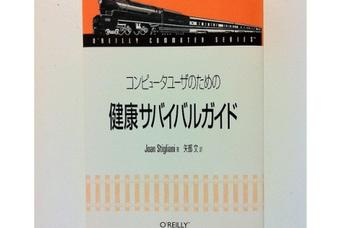 O'REILLY COMMUTER SERIES
コンピュータユーザのための
健康サバイバルガイド
Joan Stigliani 著 矢部 文 訳
O'REILLY